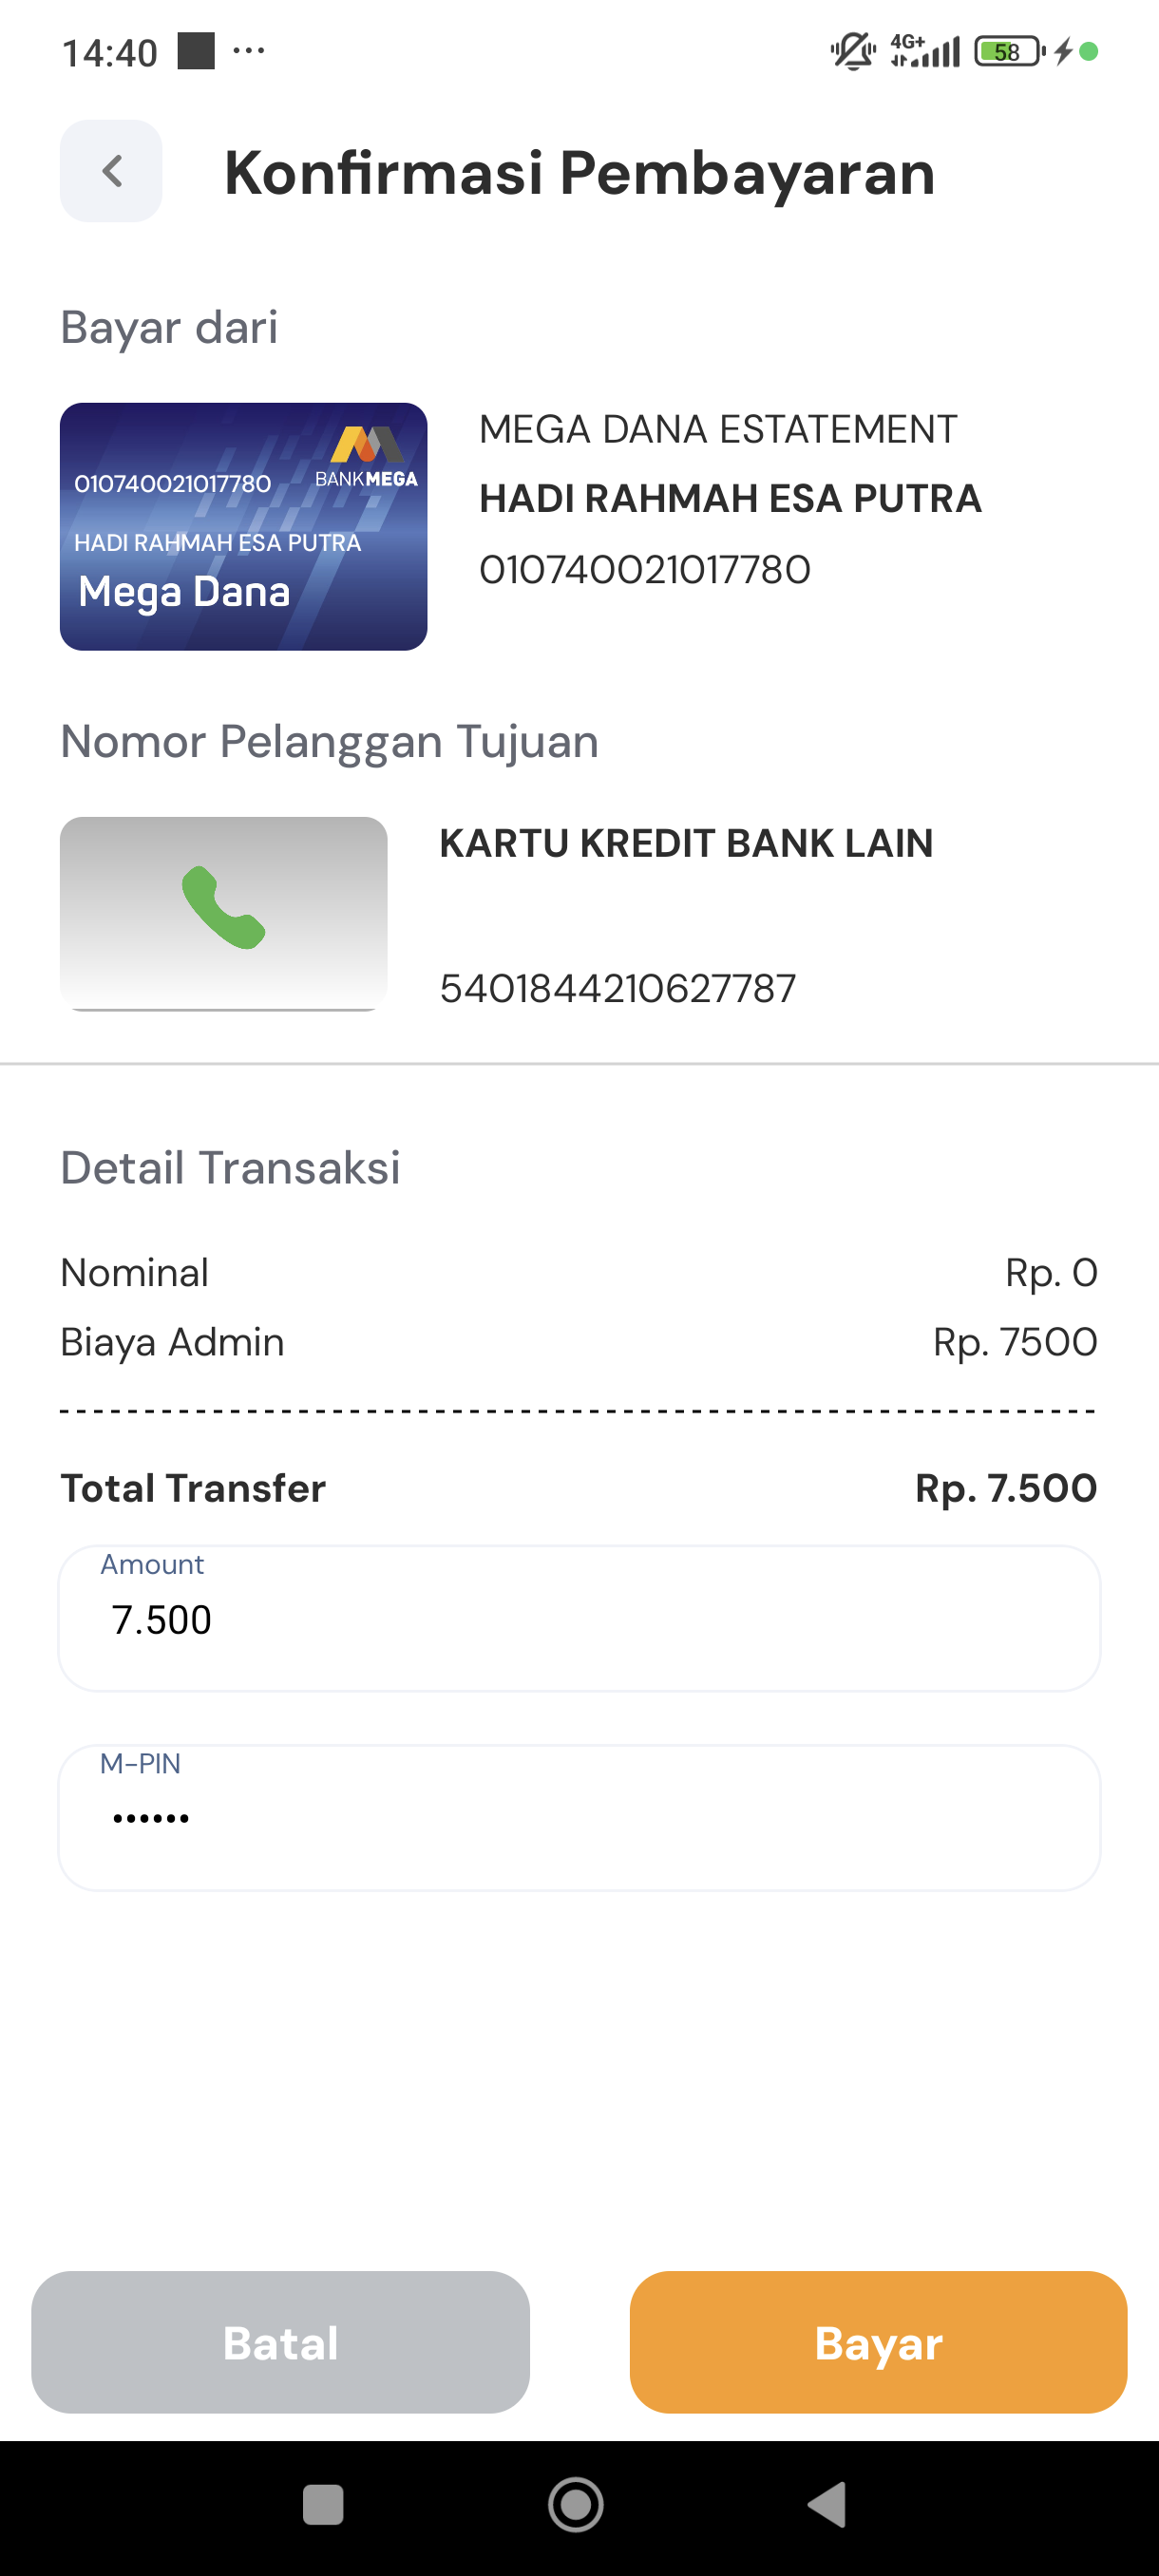 14:40
4G+
58
Konfirmasi Pembayaran
Bayar dari
010740021017780
BANK MEGA
HADI RAHMAH ESA PUTRA
Mega Dana
MEGA DANA ESTATEMENT
HADI RAHMAH ESA PUTRA
010740021017780
Nomor Pelanggan Tujuan
KARTU KREDIT BANK LAIN
5401844210627787
Detail Transaksi
Nominal Rp. 0
Biaya Admin Rp. 7500
Total Transfer Rp. 7.500
Amount
7.500
M-PIN
••••••
Batal Bayar